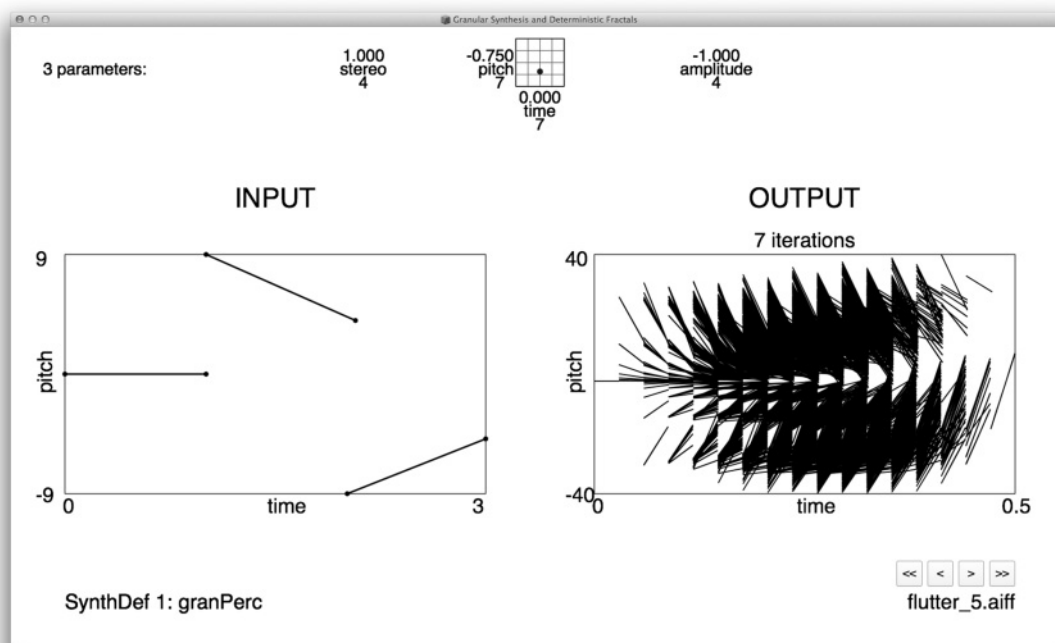 Granular Synthesis and Deterministic Fractals
3 parameters:
1.000
stereo
4
-0.750
pitch
7
0.000
time
7
-1.000
amplitude
4
INPUT
9
pitch
-9
0
time
3
OUTPUT
7 iterations
40
pitch
-40
0
time
0.5
<< < > >>
SynthDef 1: granPerc
flutter_5.aiff